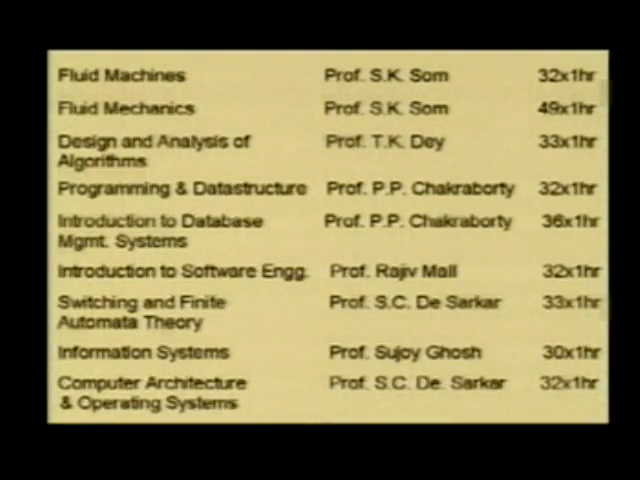 Fluid Machines Prof. S.K. Som 32x1hr
Fluid Mechanics Prof. S.K. Som 49x1hr
Design and Analysis of Prof. T.K. Dey 33x1hr
Algorithms
Programming & Datastructure Prof. P.P. Chakraborty 32x1hr
Introduction to Database Prof. P.P. Chakraborty 36x1hr
Mgmt. Systems
Introduction to Software Engg. Prof. Rajiv Mall 32x1hr
Switching and Finite Prof. S.C. De Sarkar 33x1hr
Automata Theory
Information Systems Prof. Sujoy Ghosh 30x1hr
Computer Architecture Prof. S.C. De. Sarkar 32x1hr
& Operating Systems